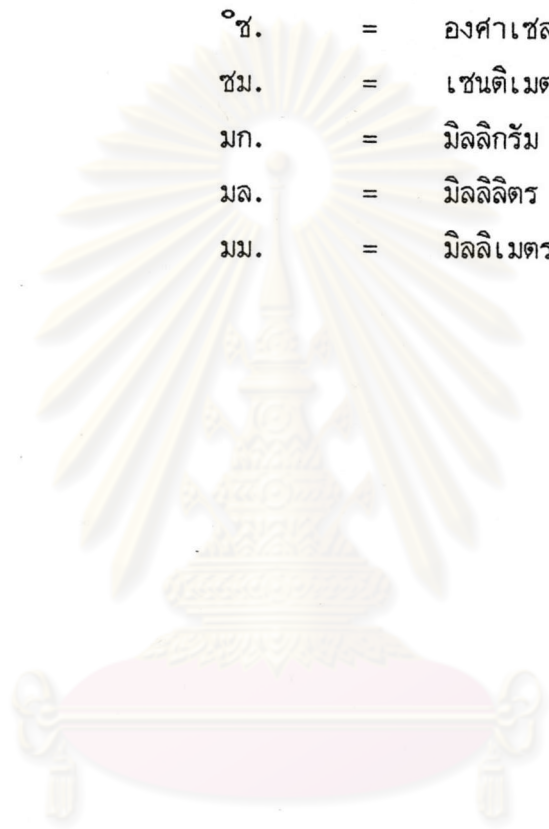 °ซ. = องศาเซล
ซม. = เซนติเมต
มก. = มิลลิกรัม
มล. = มิลลิลิตร
มม. = มิลลิเมตร